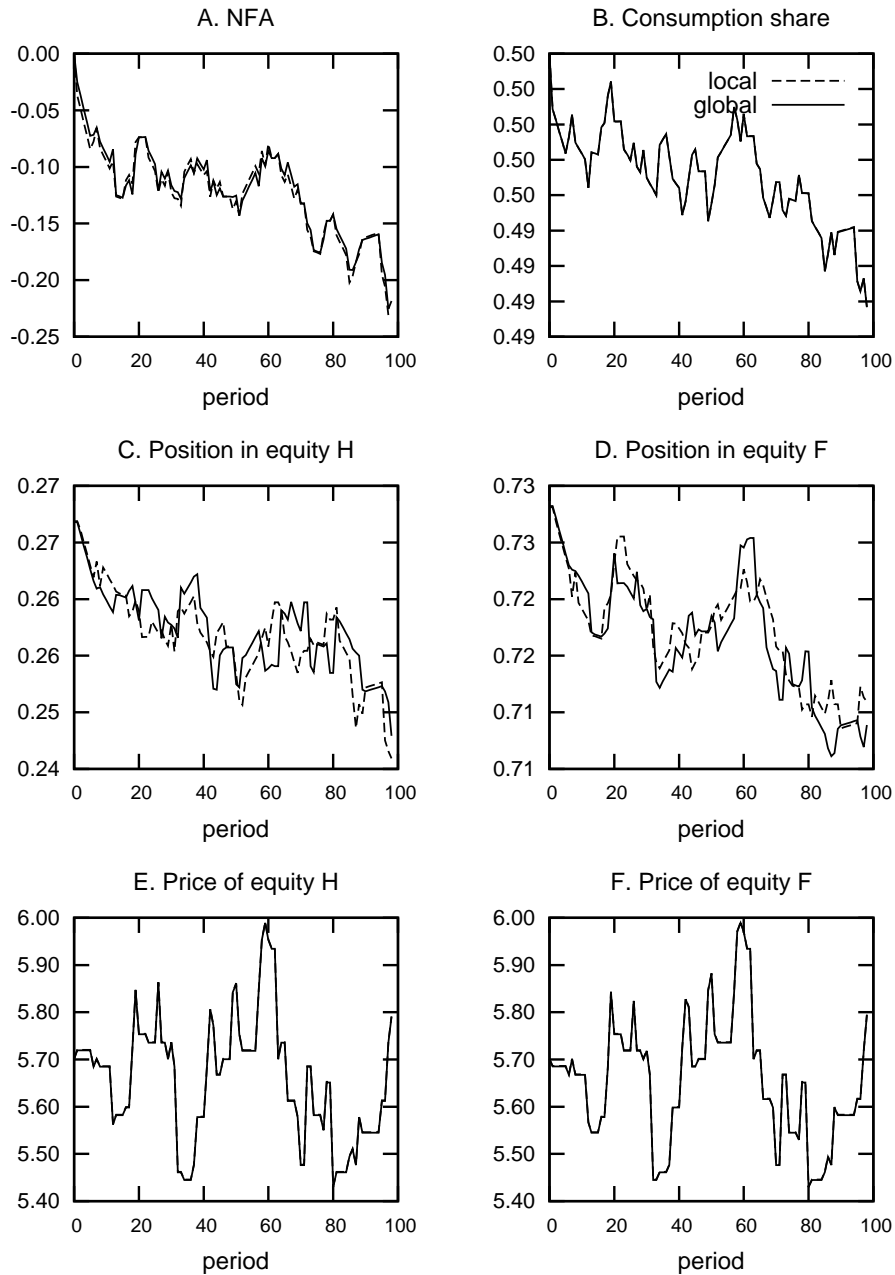 A. NFA
0.00
-0.05
-0.10
-0.15
-0.20
-0.25
0 20 40 60 80 100
period
B. Consumption share
local
global
0.50
0.50
0.50
0.50
0.50
0.49
0.49
0.49
0.49
0 20 40 60 80 100
period
C. Position in equity H
0.27
0.27
0.26
0.26
0.25
0.24
0 20 40 60 80 100
period
D. Position in equity F
0.73
0.73
0.72
0.72
0.71
0.71
0 20 40 60 80 100
period
E. Price of equity H
6.00
5.90
5.80
5.70
5.60
5.50
5.40
0 20 40 60 80 100
period
F. Price of equity F
6.00
5.90
5.80
5.70
5.60
5.50
5.40
0 20 40 60 80 100
period